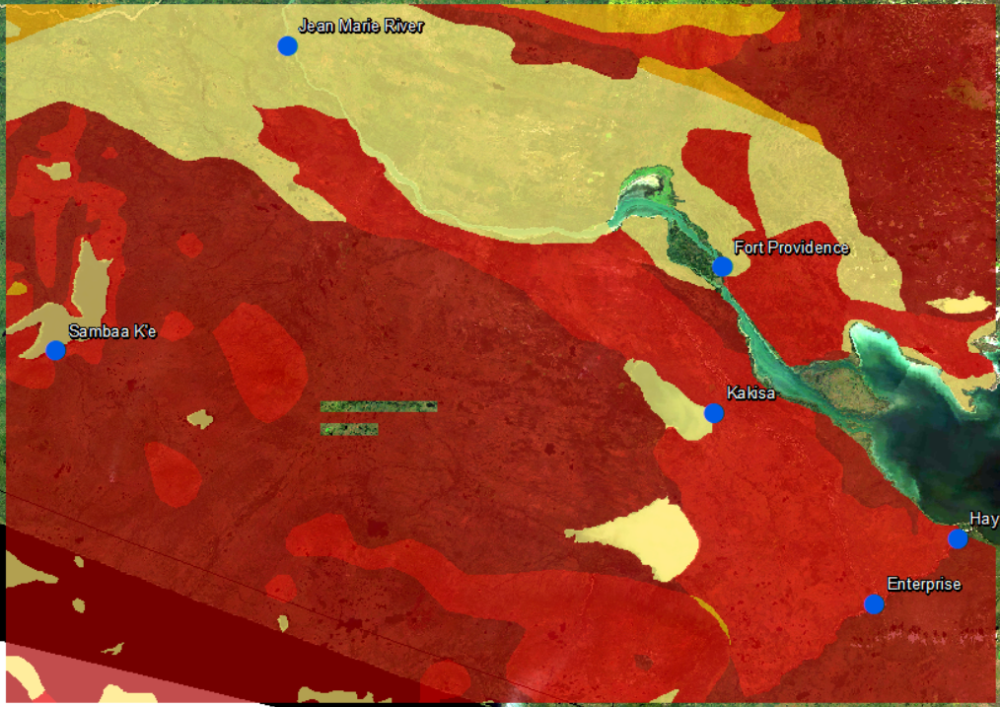 Jean Marie River
Fort Providence
Sambaa K'e
Kakisa
Hay
Enterprise